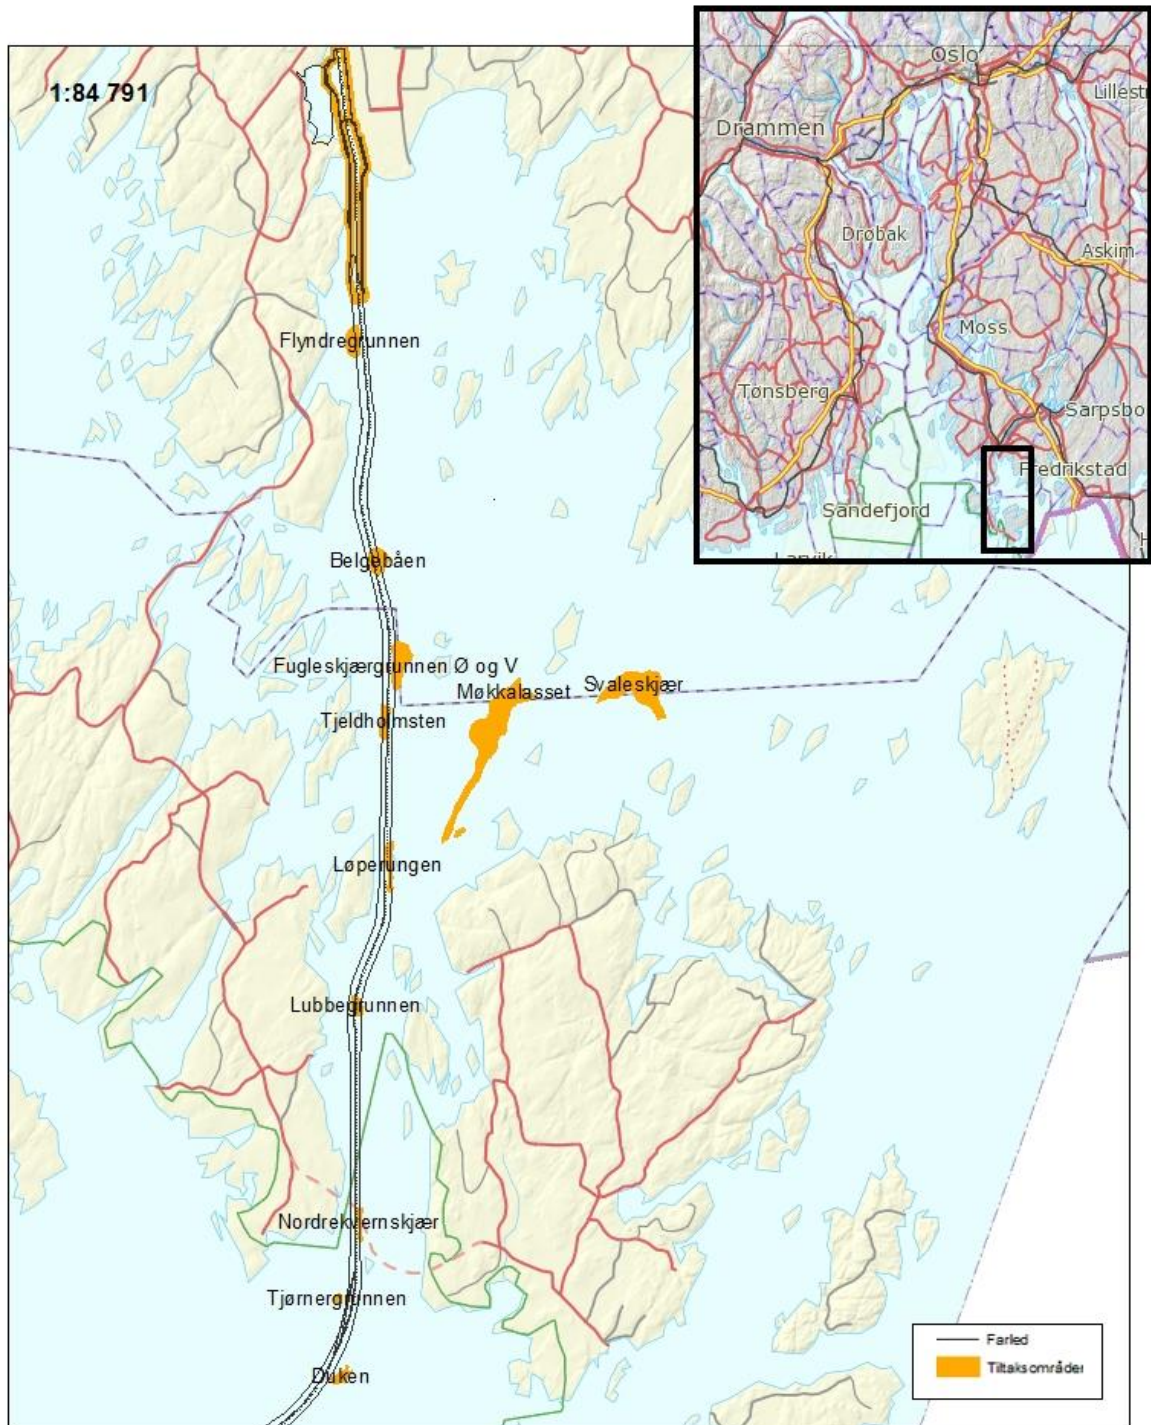 1:84 791
Oslo
Lillest
Drammen
Drøbak
Askim
Moss
Tønsberg
Sarpsbo
Fredrikstad
Sandefjord
Larvik
H
Flyndregrunnen
Belgebåen
Fugleskjærgrunnen Ø og V
Møkkalasset
Svaleskjær
Tjeldholmsten
Løperungen
Lubbegrunnen
Nordrekvernskjær
Tjørnergrunnen
Duken
Farled
Tiltaksområder